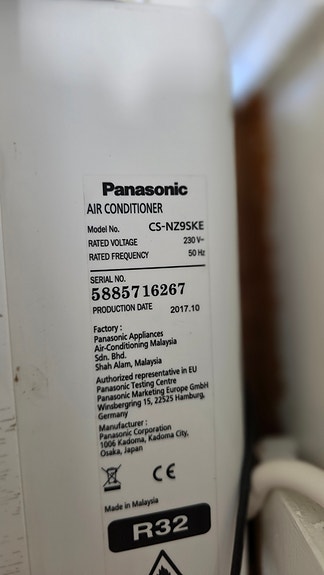 Panasonic
AIR CONDITIONER
Model No. CS-NZ9SKE
RATED VOLTAGE 230 V~
RATED FREQUENCY 50 Hz
SERIAL NO.
5885716267
PRODUCTION DATE 2017.10
Factory :
Panasonic Appliances
Air-Conditioning Malaysia
Sdn. Bhd.
Shah Alam, Malaysia
Authorized representative in EU
Panasonic Testing Centre
Panasonic Marketing Europe GmbH
Winsbergring 15, 22525 Hamburg,
Germany
Manufacturer :
Panasonic Corporation
1006 Kadoma, Kadoma City,
Osaka, Japan
CE
Made in Malaysia
R32